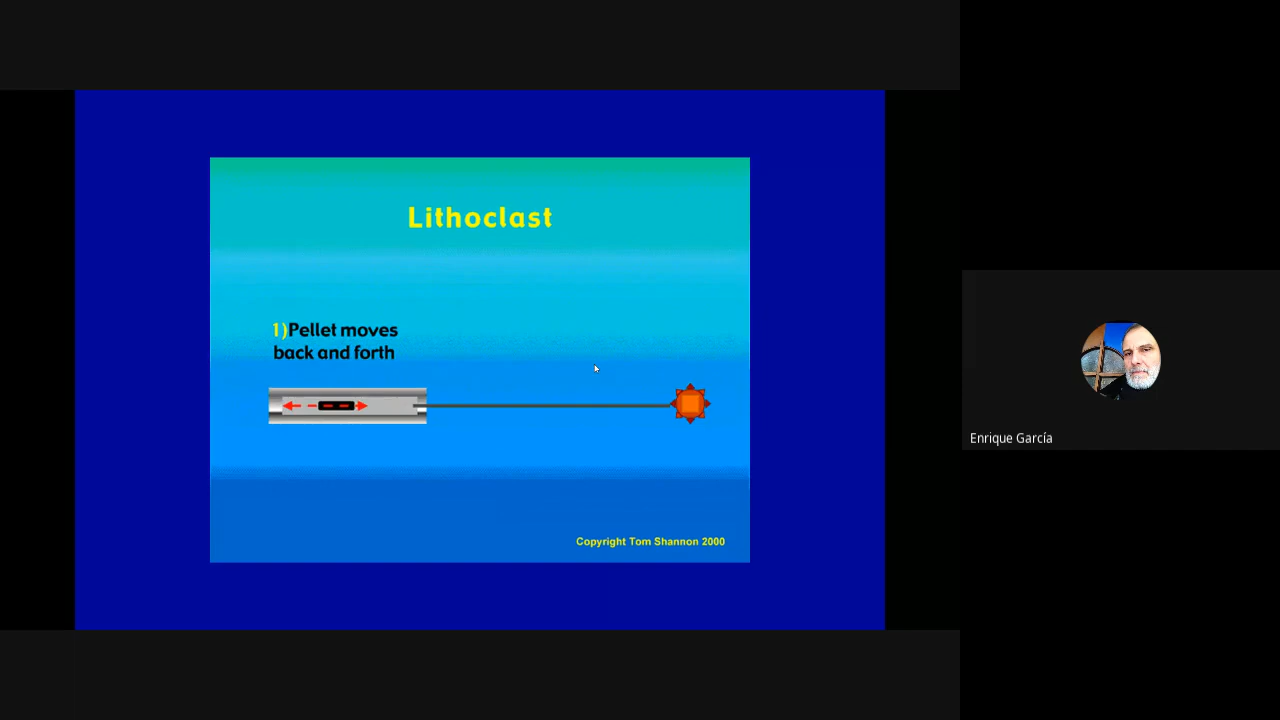 Lithoclast
1)Pellet moves
back and forth
Copyright Tom Shannon 2000
Enrique García